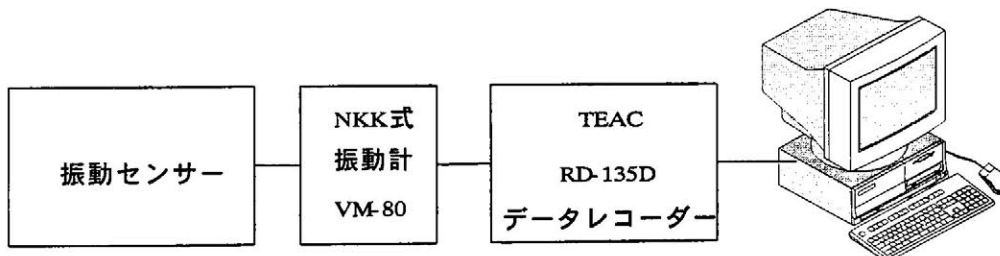 振動センサー
NKK式
振動計
VM-80
TEAC
RD-135D
データレコーダー